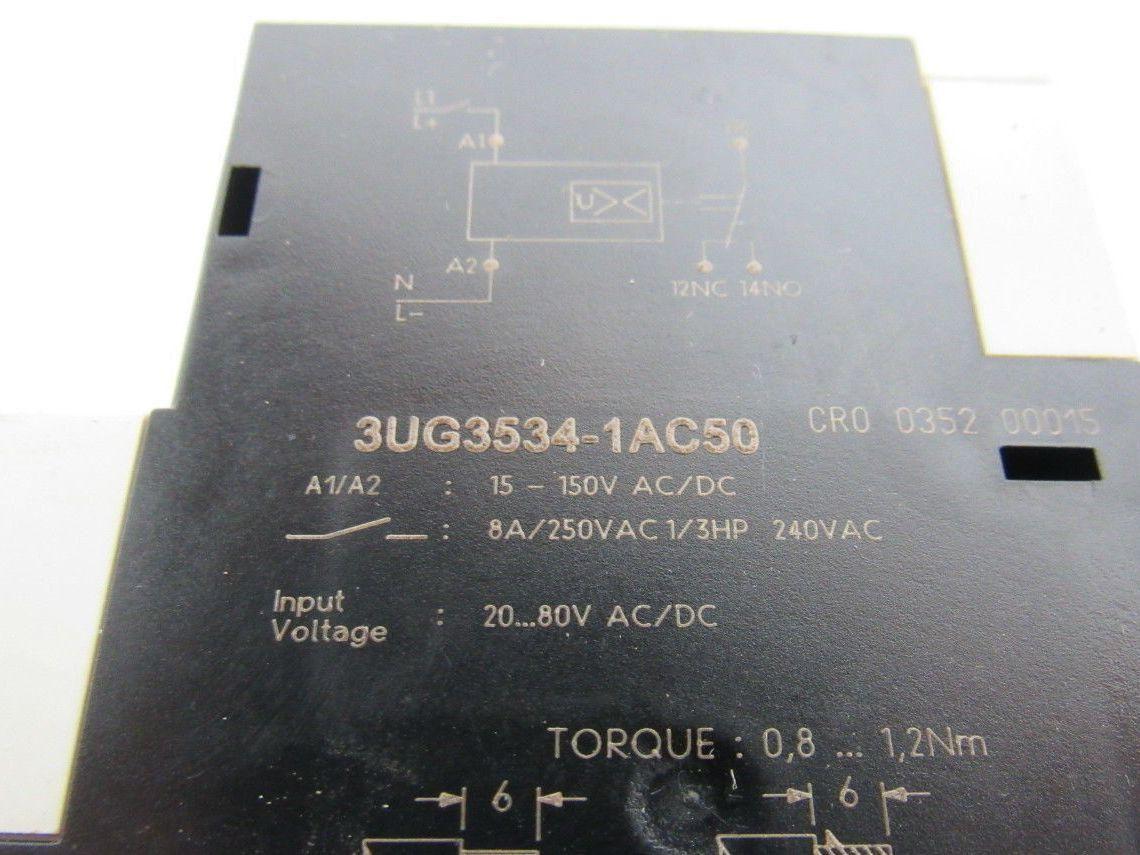 L1
L+
A1
U
A2
N
L-
12NC 14NO
3UG3534-1AC50 CRO 0352 00015
A1/A2 : 15 - 150V AC/DC
: 8A/250VAC 1/3HP 240VAC
Input
Voltage : 20...80V AC/DC
TORQUE : 0,8 ... 1,2Nm
6 6